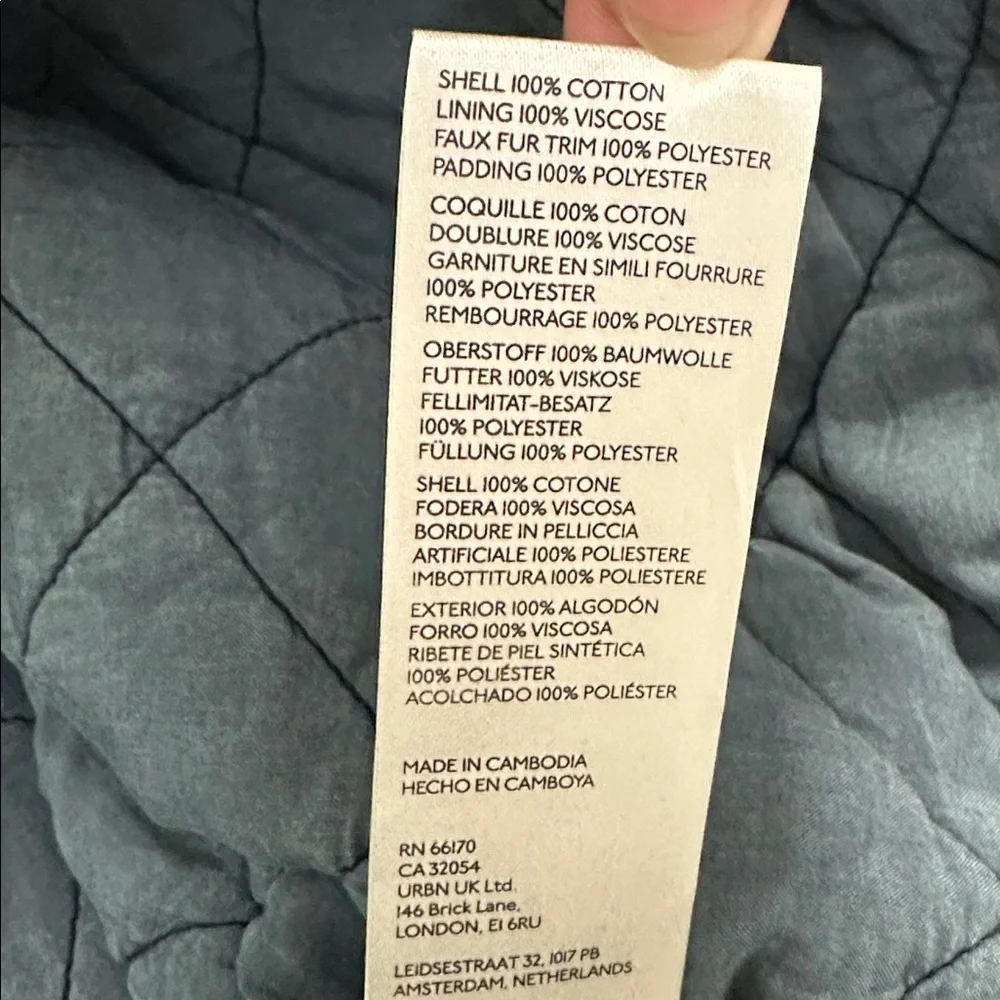 SHELL 100% COTTON
LINING 100% VISCOSE
FAUX FUR TRIM 100% POLYESTER
PADDING 100% POLYESTER
COQUILLE 100% COTON
DOUBLURE 100% VISCOSE
GARNITURE EN SIMILI FOURRURE
100% POLYESTER
REMBOURRAGE 100% POLYESTER
OBERSTOFF 100% BAUMWOLLE
FUTTER 100% VISKOSE
FELLIMITAT-BESATZ
100% POLYESTER
FÜLLUNG 100% POLYESTER
SHELL 100% COTONE
FODERA 100% VISCOSA
BORDURE IN PELLICCIA
ARTIFICIALE 100% POLIESTERE
IMBOTTITURA 100% POLIESTERE
EXTERIOR 100% ALGODÓN
FORRO 100% VISCOSA
RIBETE DE PIEL SINTÉTICA
100% POLIÉSTER
ACOLCHADO 100% POLIÉSTER
MADE IN CAMBODIA
HECHO EN CAMBOYA
RN 66170
CA 32054
URBN UK Ltd.
146 Brick Lane,
LONDON, E1 6RU
LEIDSESTRAAT 32, 1017 PB
AMSTERDAM, NETHERLANDS